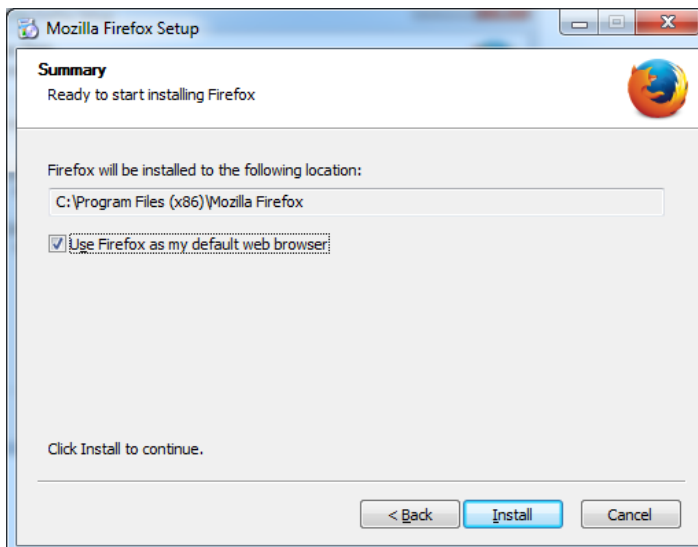 Mozilla Firefox Setup
Summary
Ready to start installing Firefox
Firefox will be installed to the following location:
C:\Program Files (x86)\Mozilla Firefox
Use Firefox as my default web browser
Click Install to continue.
< Back Install Cancel